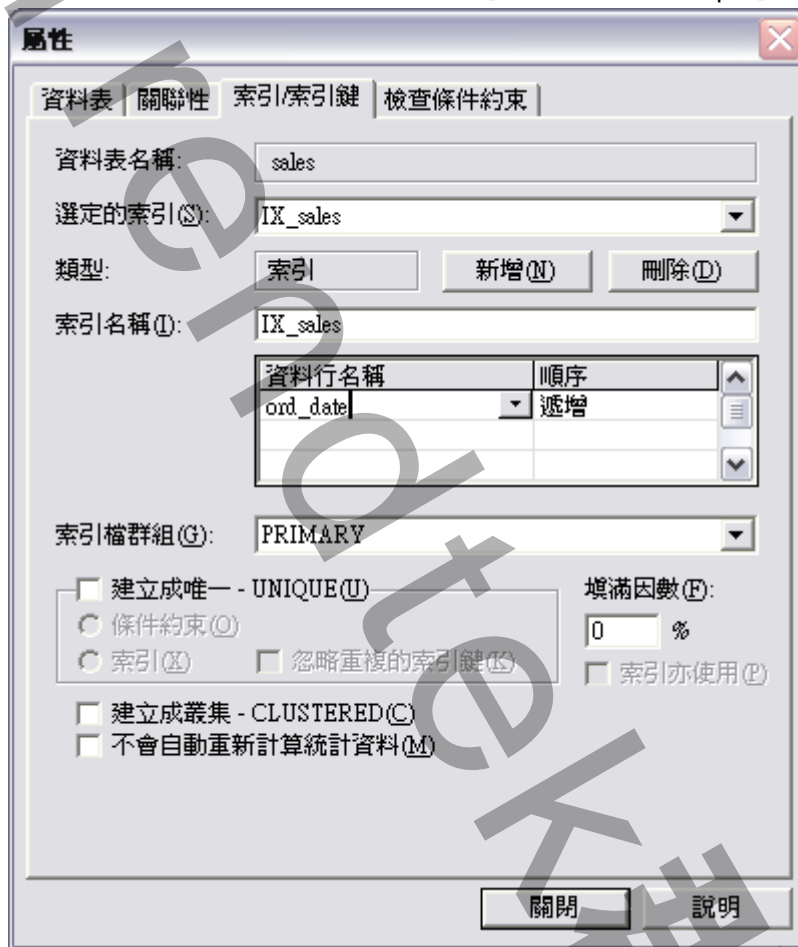 屬性
資料表 關聯性 索引/索引鍵 檢查條件約束
資料表名稱: sales
選定的索引(S): IX_sales
類型: 索引 新增(N) 刪除(D)
索引名稱(I): IX_sales
資料行名稱 順序
ord_date 遞增
索引檔群組(G): PRIMARY
建立成唯一 - UNIQUE(U) 填滿因數(F):
條件約束(O) 0 %
索引(X) 忽略重複的索引鍵(K) 索引亦使用(P)
建立成叢集 - CLUSTERED(C)
不會自動重新計算統計資料(M)
關閉 說明